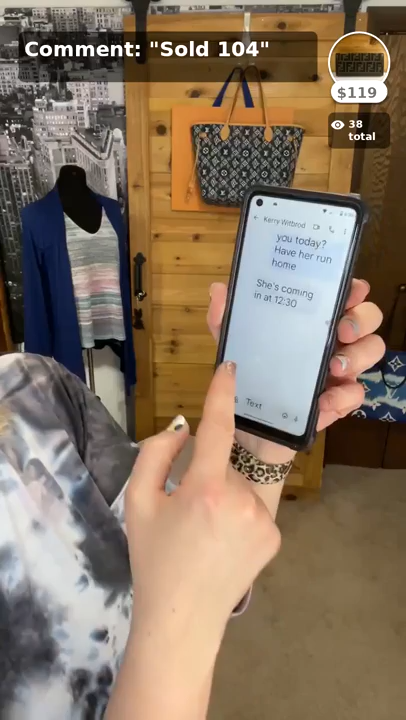 Comment: "Sold 104"
$119
38
total
Kerry Witbrod
you today?
Have her run
home
She's coming
in at 12:30
Text